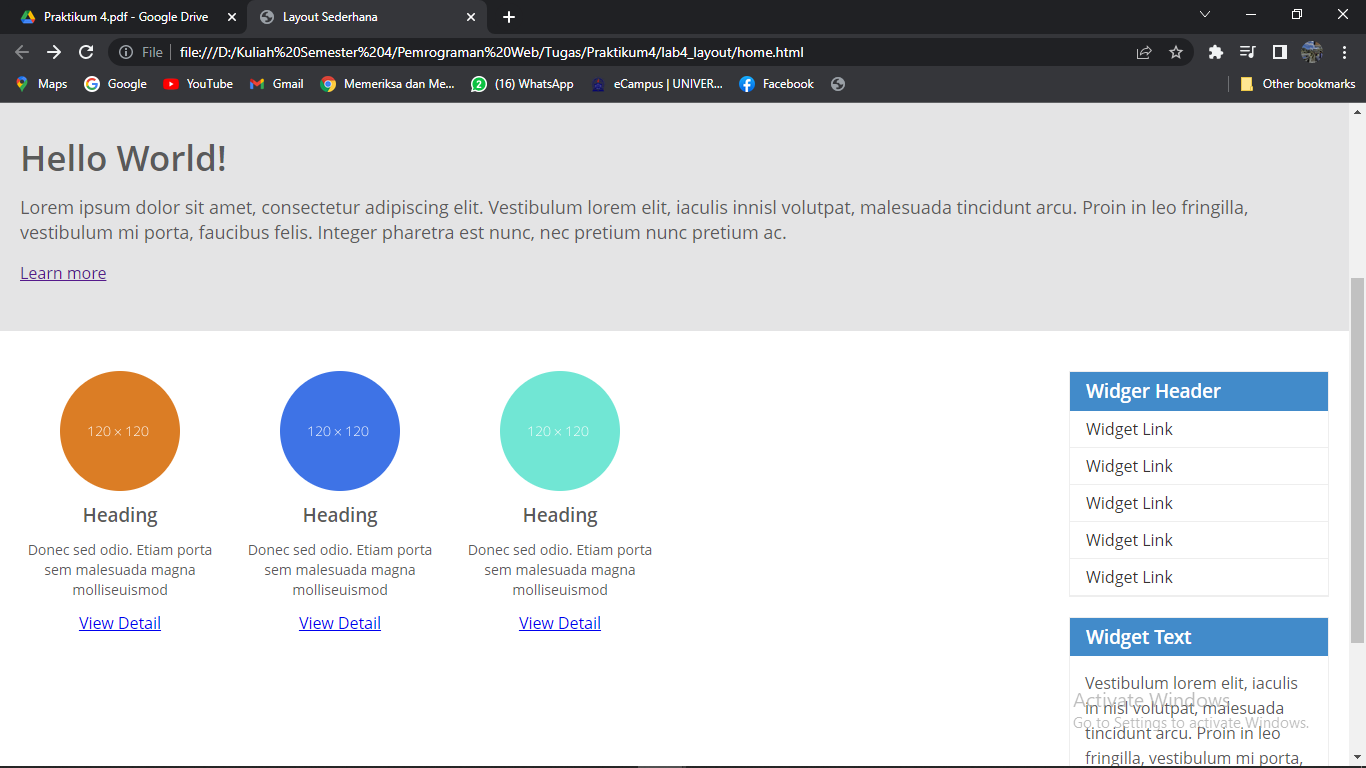 Praktikum 4.pdf - Google Drive
Layout Sederhana
File
file:///D:/Kuliah%20Semester%204/Pemrograman%20Web/Tugas/Praktikum4/lab4_layout/home.html
Maps
Google
YouTube
Gmail
Memeriksa dan Me...
2
(16) WhatsApp
eCampus | UNIVER...
Facebook
Other bookmarks
Hello World!
Lorem ipsum dolor sit amet, consectetur adipiscing elit. Vestibulum lorem elit, iaculis innisl volutpat, malesuada tincidunt arcu. Proin in leo fringilla,
vestibulum mi porta, faucibus felis. Integer pharetra est nunc, nec pretium nunc pretium ac.
Learn more
120 × 120
Heading
Donec sed odio. Etiam porta
sem malesuada magna
molliseuismod
View Detail
120 × 120
Heading
Donec sed odio. Etiam porta
sem malesuada magna
molliseuismod
View Detail
120 × 120
Heading
Donec sed odio. Etiam porta
sem malesuada magna
molliseuismod
View Detail
Widger Header
Widget Link
Widget Link
Widget Link
Widget Link
Widget Link
Widget Text
Vestibulum lorem elit, iaculis
in nisl volutpat, malesuada
tincidunt arcu. Proin in leo
fringilla, vestibulum mi porta,
Activate Windows
Go to Settings to activate Windows.